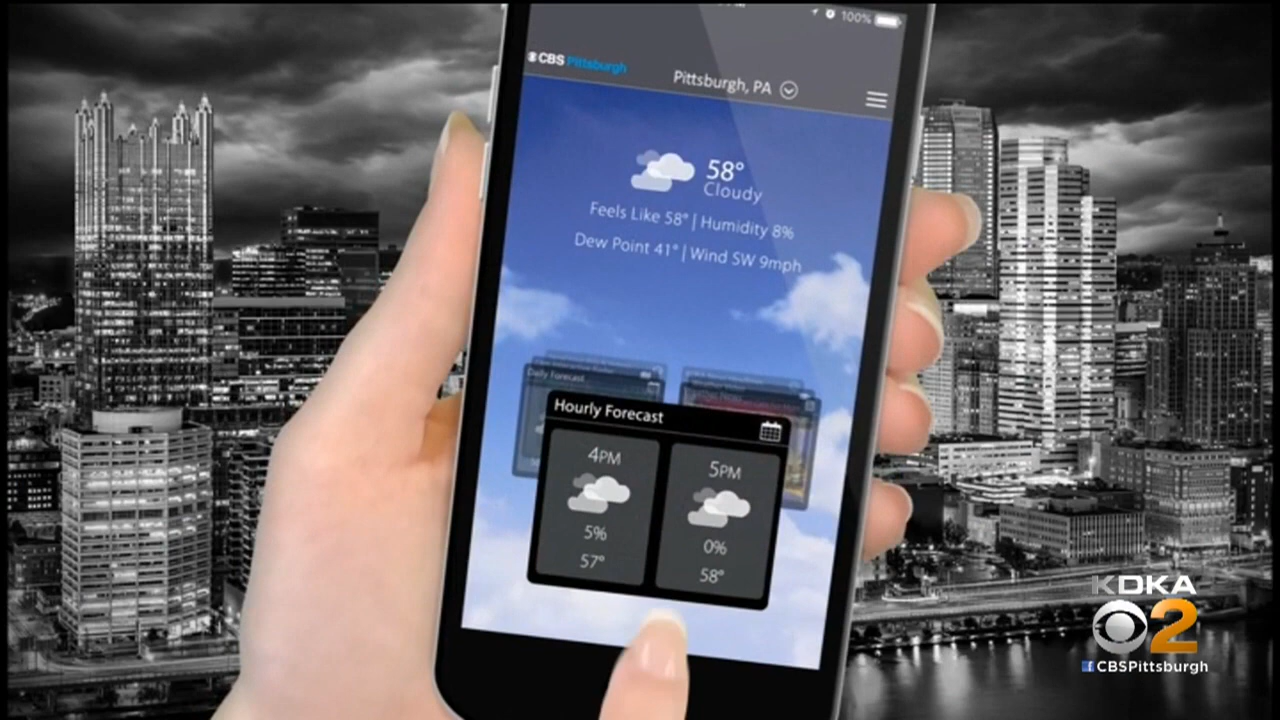 100%
CBS Pittsburgh
Pittsburgh, PA
58°
Cloudy
Feels Like 58° | Humidity 8%
Dew Point 41° | Wind SW 9mph
Daily Forecast
Hourly Forecast
4PM
5PM
5%
0%
57°
58°
KDKA
2
CBSPittsburgh